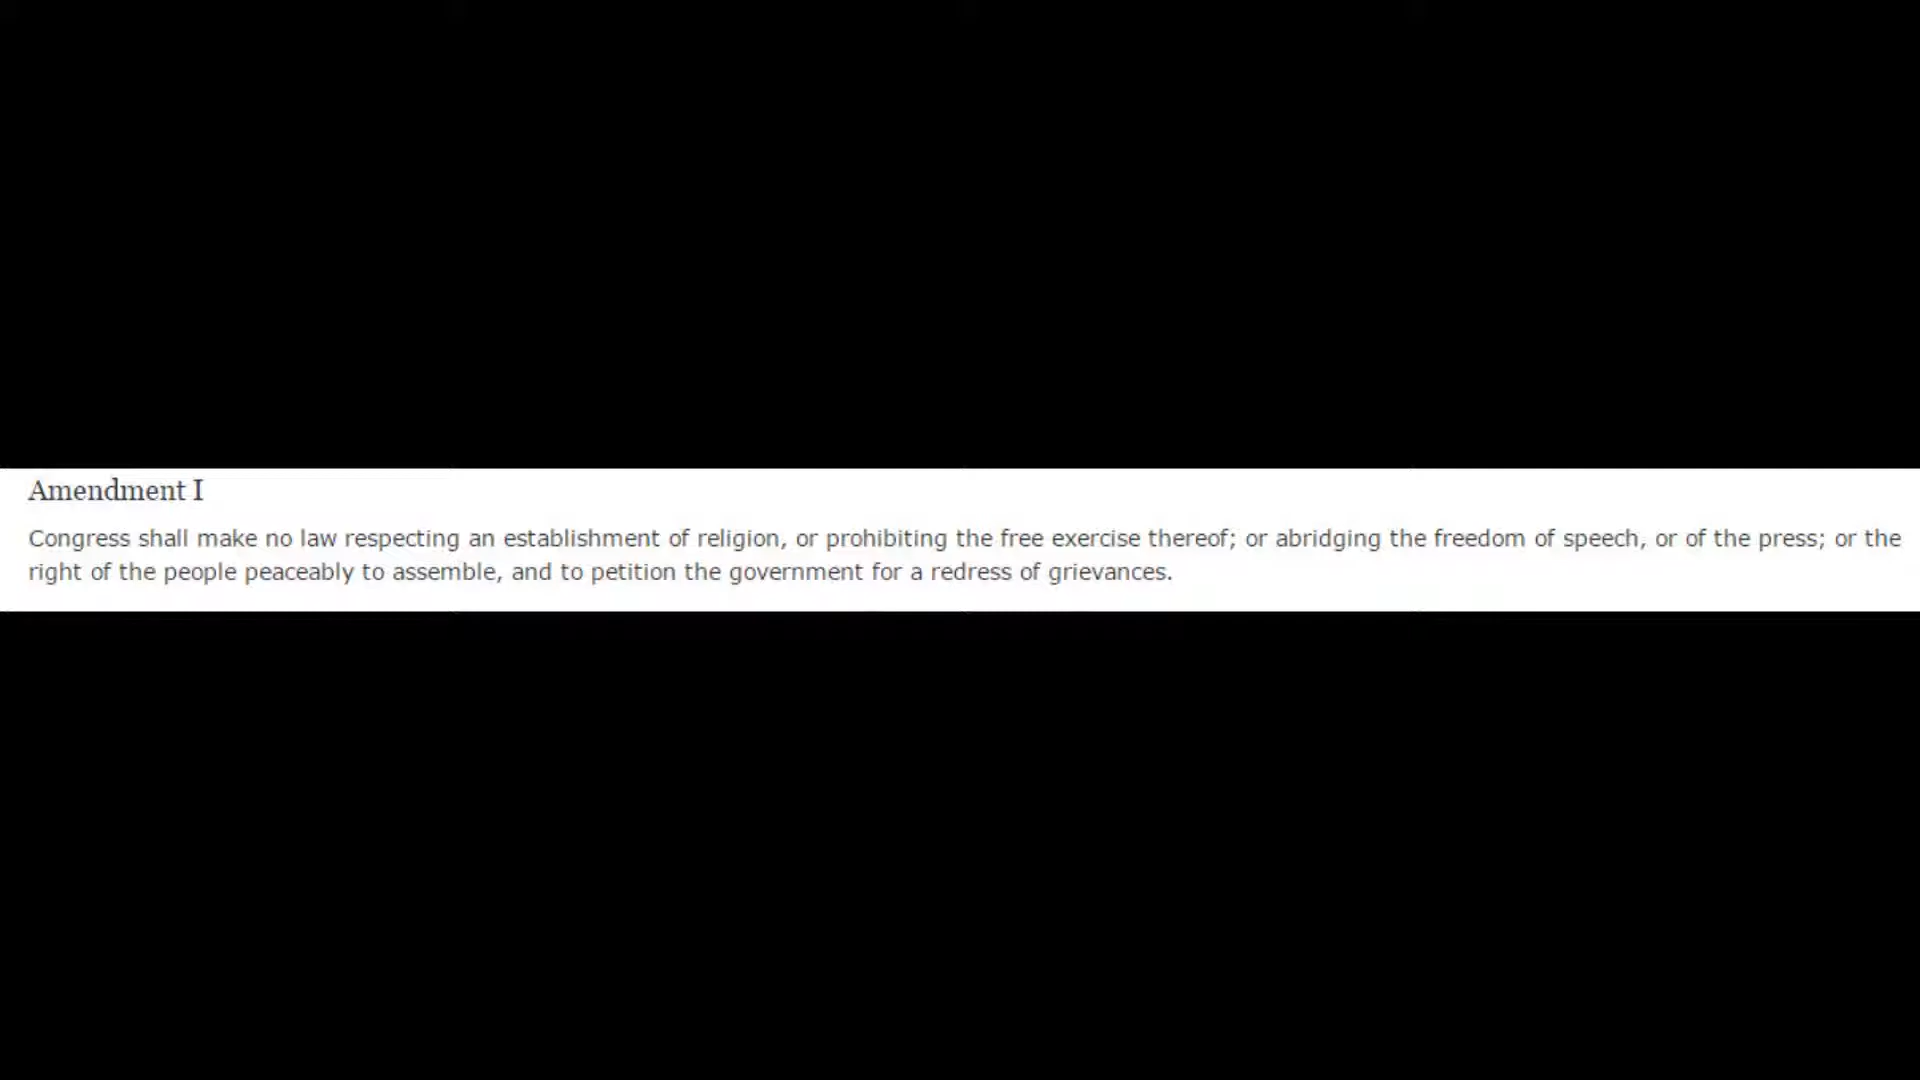 Amendment I
Congress shall make no law respecting an establishment of religion, or prohibiting the free exercise thereof; or abridging the freedom of speech, or of the press; or the
right of the people peaceably to assemble, and to petition the government for a redress of grievances.